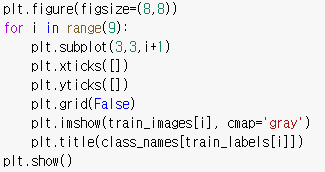 plt.figure(figsize=(8,8))
for i in range(9):
    plt.subplot(3,3,i+1)
    plt.xticks([])
    plt.yticks([])
    plt.grid(False)
    plt.imshow(train_images[i], cmap='gray')
    plt.title(class_names[train_labels[i]])
plt.show()